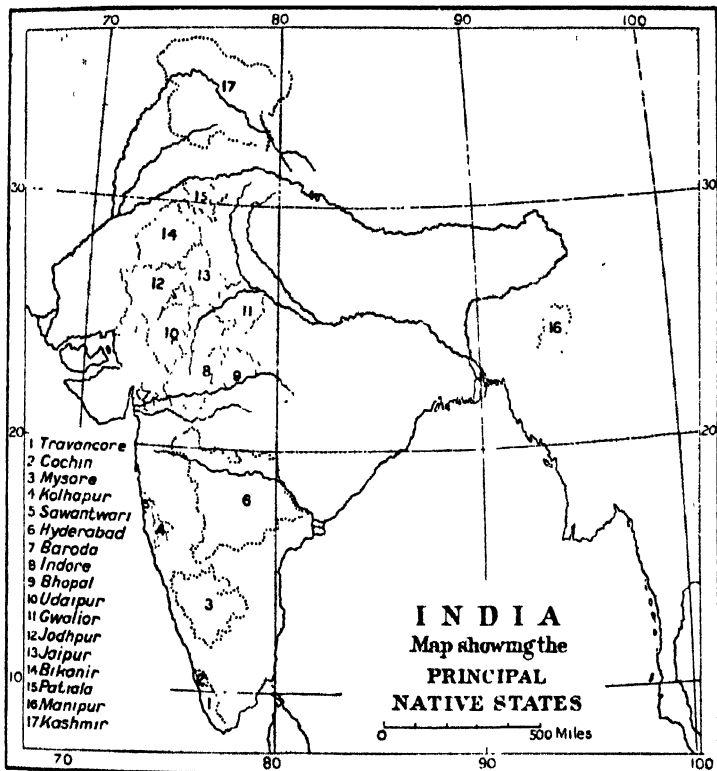 70 80 90 100
17
30 15 30
14
12 13
10 11
16
8 9
20 20
1 Travancore
2 Cochin
3 Mysore
4 Kolhapur
5 Sawantwari
6 Hyderabad
7 Baroda
8 Indore
9 Bhopal
10 Udaipur
11 Gwalior
12 Jodhpur
13 Jaipur
14 Bikanir
15 Patiala
16 Manipur
17 Kashmir
6
4
3
1
INDIA
Map showing the
PRINCIPAL
NATIVE STATES
0 500 Miles
10 10
70 80 90 100